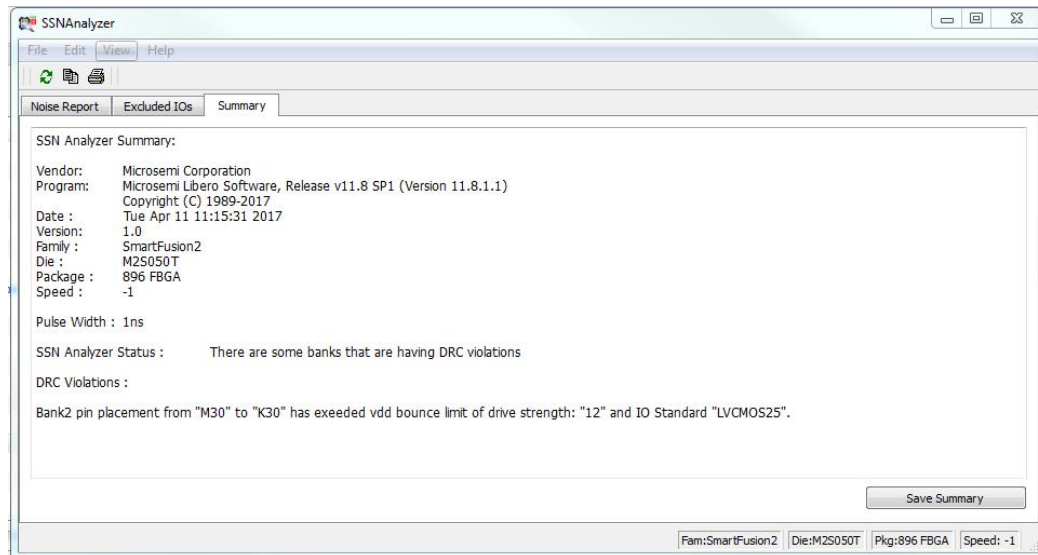 SSNAnalyzer
File Edit View Help
Noise Report Excluded IOs Summary
SSN Analyzer Summary:
Vendor: Microsemi Corporation
Program: Microsemi Libero Software, Release v11.8 SP1 (Version 11.8.1.1)
Copyright (C) 1989-2017
Date : Tue Apr 11 11:15:31 2017
Version: 1.0
Family : SmartFusion2
Die : M2S050T
Package : 896 FBGA
Speed : -1
Pulse Width : 1ns
SSN Analyzer Status : There are some banks that are having DRC violations
DRC Violations :
Bank2 pin placement from "M30" to "K30" has exeeded vdd bounce limit of drive strength: "12" and IO Standard "LVCMOS25".
Save Summary
Fam:SmartFusion2 Die:M2S050T Pkg:896 FBGA Speed: -1